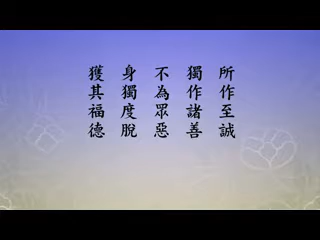 所作至誠
獨作諸善
不為眾惡
身獨度脫
獲其福德